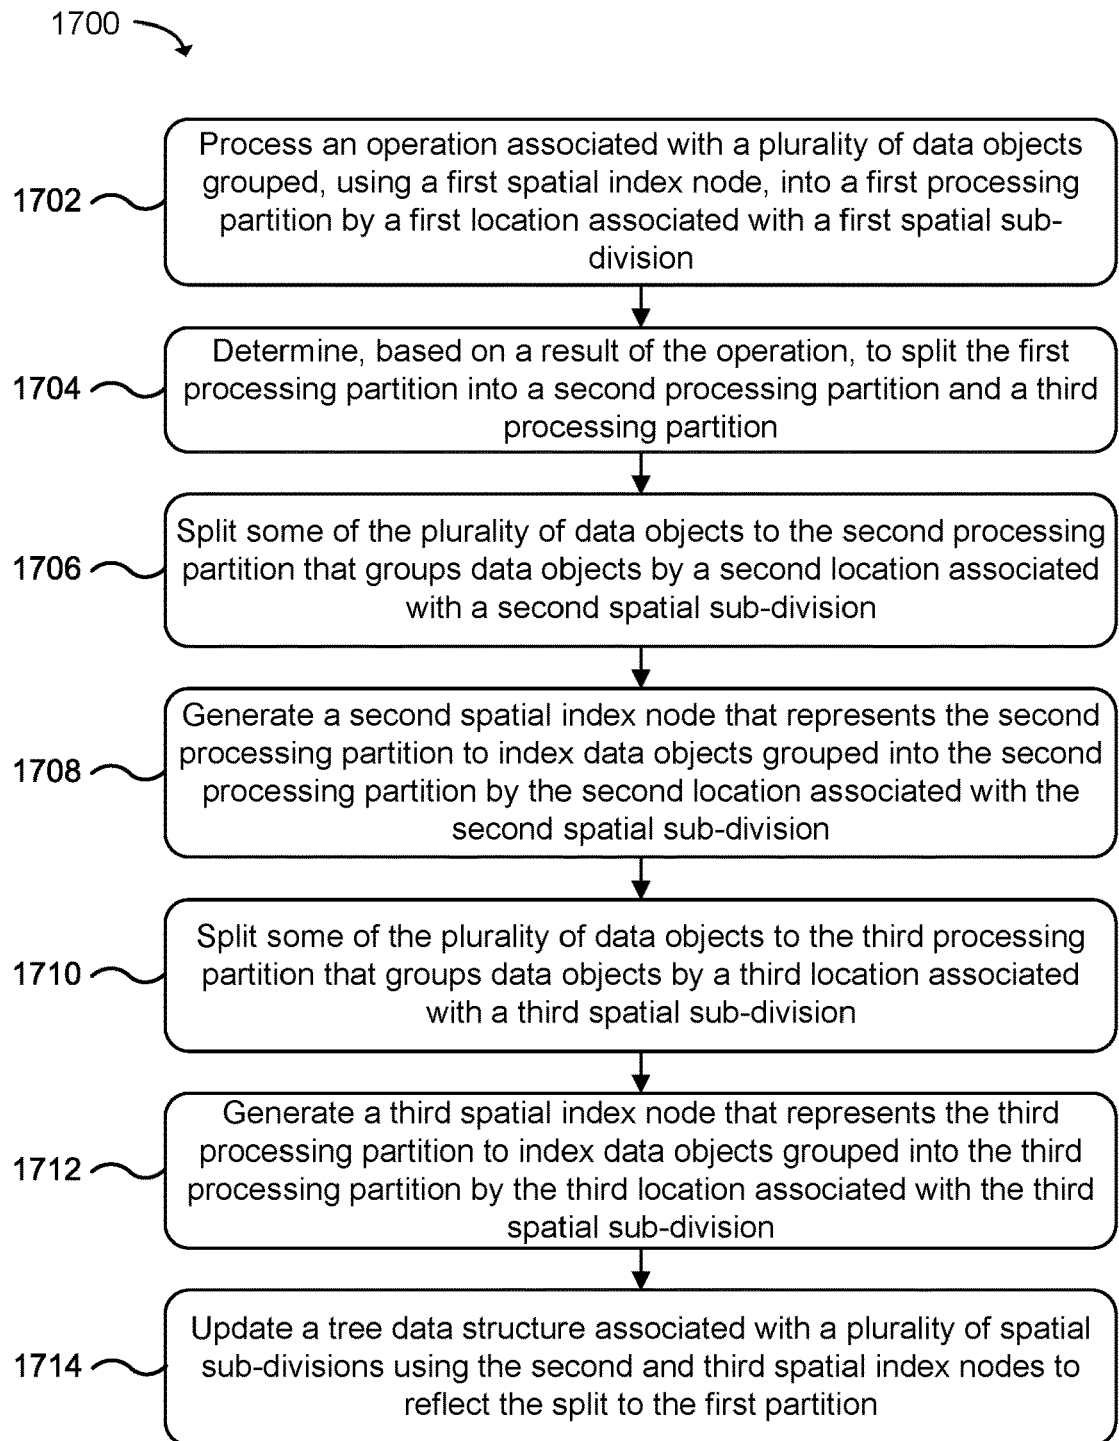 1700
1702
Process an operation associated with a plurality of data objects
grouped, using a first spatial index node, into a first processing
partition by a first location associated with a first spatial sub-
division
1704
Determine, based on a result of the operation, to split the first
processing partition into a second processing partition and a third
processing partition
1706
Split some of the plurality of data objects to the second processing
partition that groups data objects by a second location associated
with a second spatial sub-division
1708
Generate a second spatial index node that represents the second
processing partition to index data objects grouped into the second
processing partition by the second location associated with the
second spatial sub-division
1710
Split some of the plurality of data objects to the third processing
partition that groups data objects by a third location associated
with a third spatial sub-division
1712
Generate a third spatial index node that represents the third
processing partition to index data objects grouped into the third
processing partition by the third location associated with the third
spatial sub-division
1714
Update a tree data structure associated with a plurality of spatial
sub-divisions using the second and third spatial index nodes to
reflect the split to the first partition